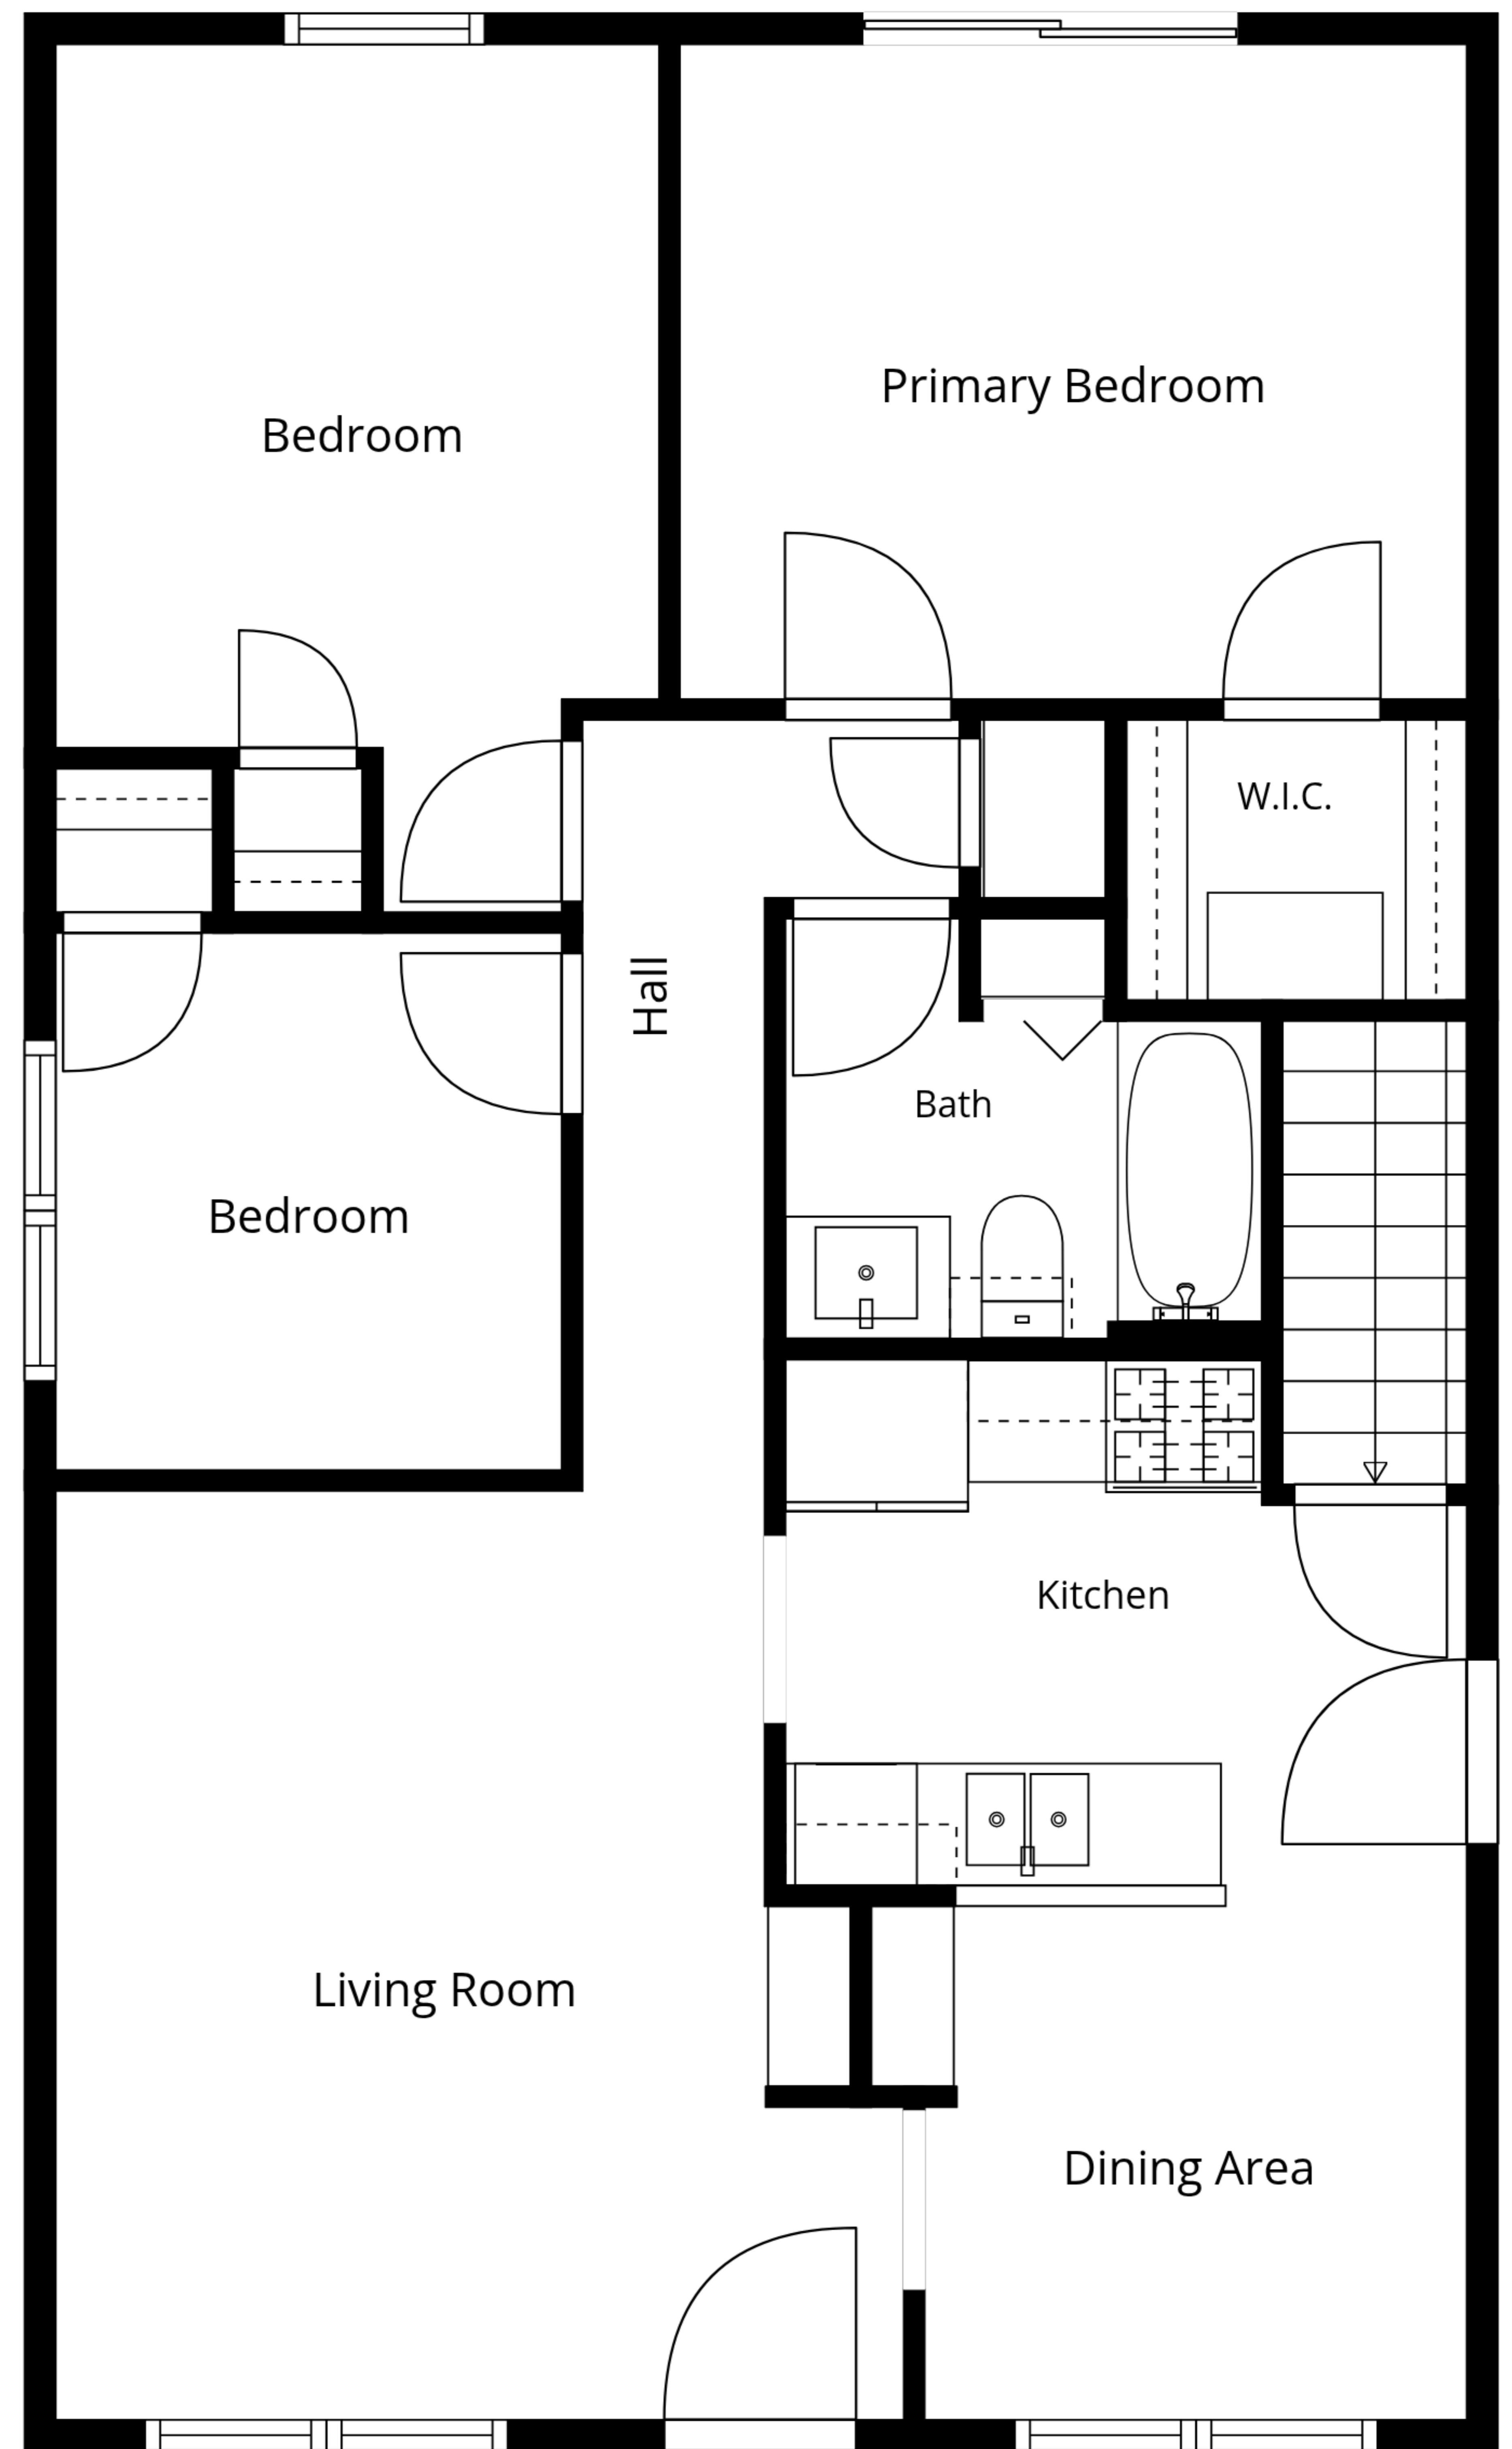 Primary Bedroom
Bedroom
W.I.C.
Hall
Bath
Bedroom
Kitchen
Living Room
Dining Area